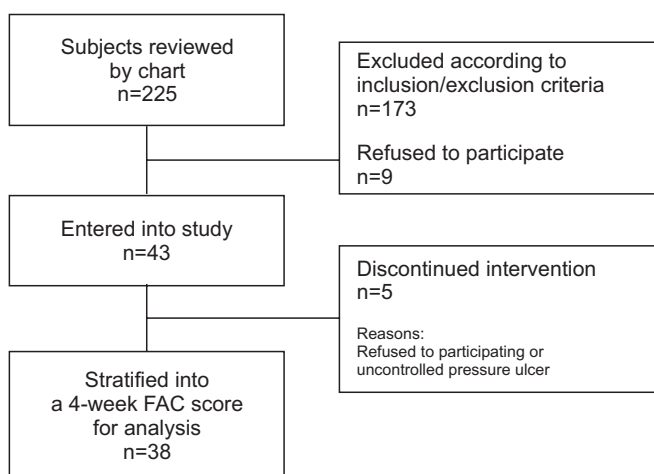 Subjects reviewed
by chart
n=225
Excluded according to
inclusion/exclusion criteria
n=173
Refused to participate
n=9
Entered into study
n=43
Discontinued intervention
n=5
Reasons:
Refused to participating or
uncontrolled pressure ulcer
Stratified into
a 4-week FAC score
for analysis
n=38